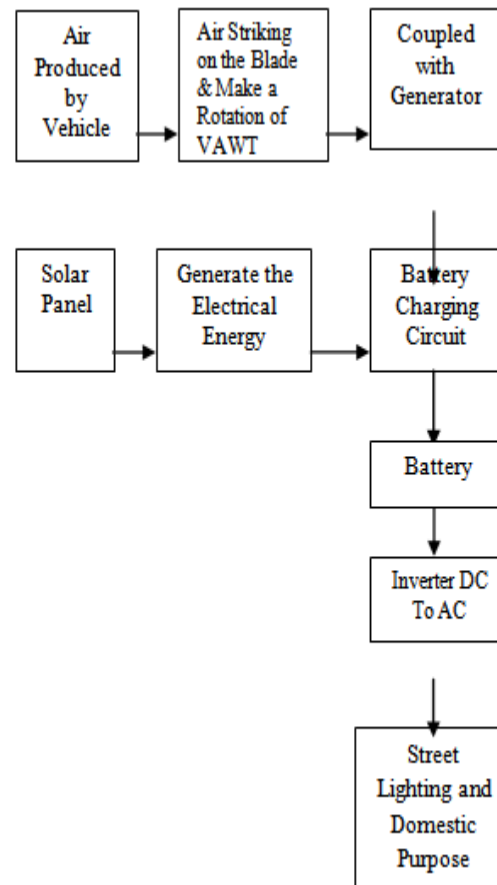 Air
Produced
by
Vehicle
Air Striking
on the Blade
& Make a
Rotation of
VAWT
Coupled
with
Generator
Solar
Panel
Generate the
Electrical
Energy
Battery
Charging
Circuit
Battery
Inverter DC
To AC
Street
Lighting and
Domestic
Purpose